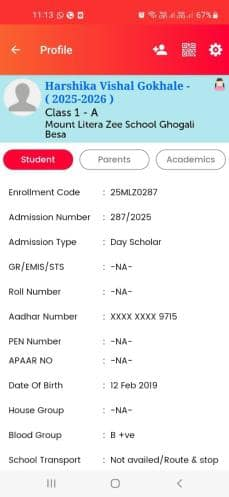 11:13
67%
Profile
Harshika Vishal Gokhale -
( 2025-2026 )
Class 1 - A
Mount Litera Zee School Ghogali
Besa
Student Parents Academics
Enrollment Code : 25MLZ0287
Admission Number : 287/2025
Admission Type : Day Scholar
GR/EMIS/STS : -NA-
Roll Number : -NA-
Aadhar Number : XXXX XXXX 9715
PEN Number : -NA-
APAAR NO : -NA-
Date Of Birth : 12 Feb 2019
House Group : -NA-
Blood Group : B +ve
School Transport : Not availed/Route & stop